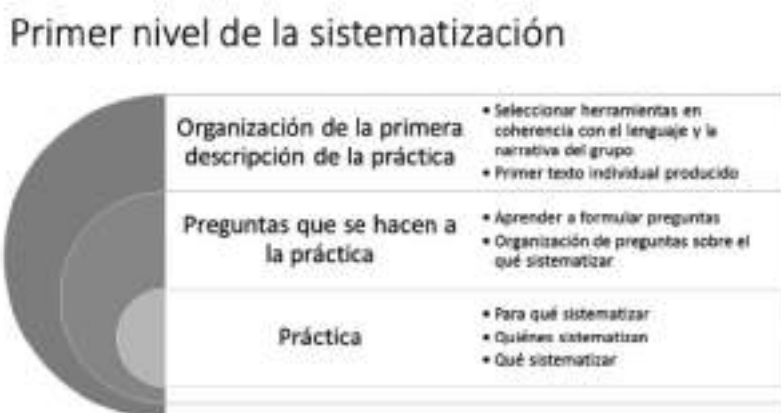 Primer nivel de la sistematización
Organización de la primera
descripción de la práctica
• Seleccionar herramientas en
coherencia con el lenguaje y la
narrativa del grupo
• Primer texto individual producido
Preguntas que se hacen a
la práctica
• Aprender a formular preguntas
• Organización de preguntas sobre el
qué sistematizar
Práctica
• Para qué sistematizar
• Quiénes sistematizan
• Qué sistematizar